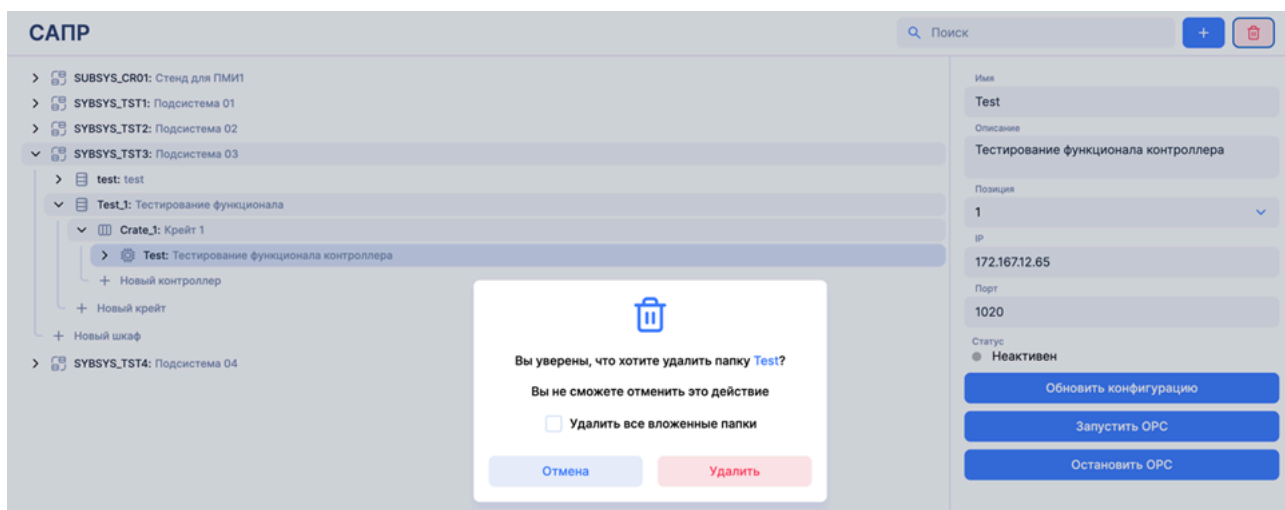 САПР
Поиск
+
SUBSYS_CR01: Стенд для ПМИ1
SYBSYS_TST1: Подсистема 01
SYBSYS_TST2: Подсистема 02
SYBSYS_TST3: Подсистема 03
test: test
Test_1: Тестирование функционала
Crate_1: Крейт 1
Test: Тестирование функционала контроллера
+ Новый контроллер
+ Новый крейт
+ Новый шкаф
SYBSYS_TST4: Подсистема 04
Вы уверены, что хотите удалить папку Test?
Вы не сможете отменить это действие
Удалить все вложенные папки
Отмена
Удалить
Имя
Test
Описание
Тестирование функционала контроллера
Позиция
1
IP
172.167.12.65
Порт
1020
Статус
Неактивен
Обновить конфигурацию
Запустить OPC
Остановить OPC